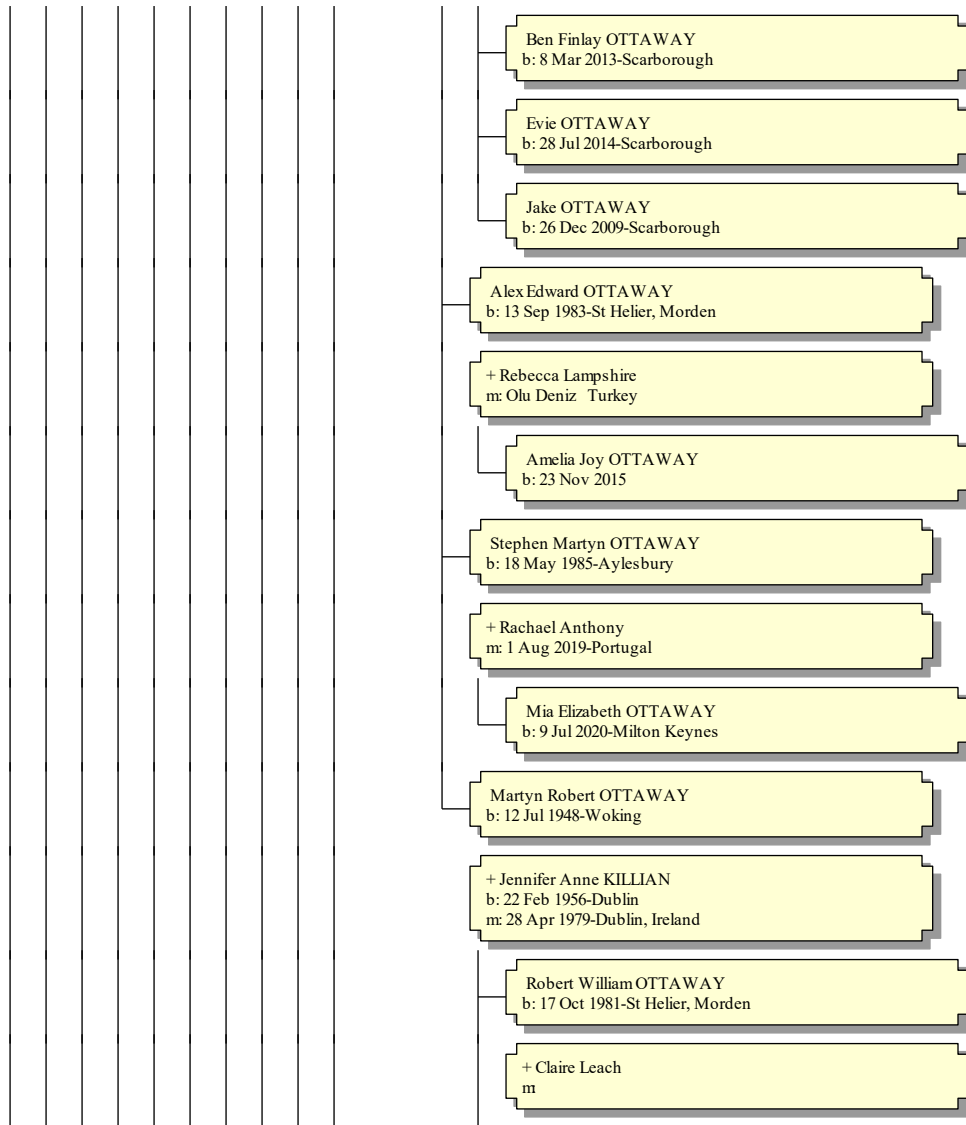 Ben Finlay OTTAWAY
b: 8 Mar 2013-Scarborough
Evie OTTAWAY
b: 28 Jul 2014-Scarborough
Jake OTTAWAY
b: 26 Dec 2009-Scarborough
Alex Edward OTTAWAY
b: 13 Sep 1983-St Helier, Morden
+ Rebecca Lampshire
m: Olu Deniz Turkey
Amelia Joy OTTAWAY
b: 23 Nov 2015
Stephen Martyn OTTAWAY
b: 18 May 1985-Aylesbury
+ Rachael Anthony
m: 1 Aug 2019-Portugal
Mia Elizabeth OTTAWAY
b: 9 Jul 2020-Milton Keynes
Martyn Robert OTTAWAY
b: 12 Jul 1948-Woking
+ Jennifer Anne KILLIAN
b: 22 Feb 1956-Dublin
m: 28 Apr 1979-Dublin, Ireland
Robert William OTTAWAY
b: 17 Oct 1981-St Helier, Morden
+ Claire Leach
m: